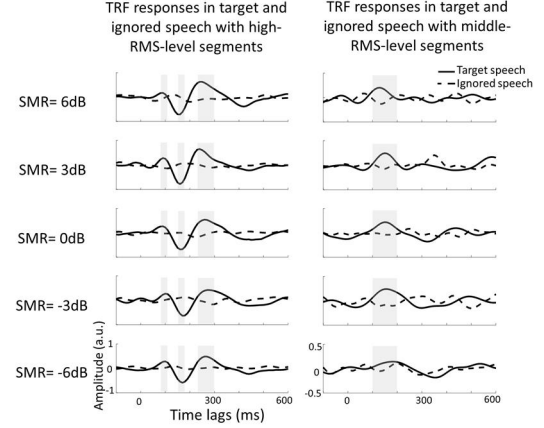 TRF responses in target and
ignored speech with high-
RMS-level segments
TRF responses in target and
ignored speech with middle-
RMS-level segments
Target speech
Ignored speech
SMR= 6dB
SMR= 3dB
SMR= 0dB
SMR= -3dB
SMR= -6dB
Amplitude (a.u.)
1
0
-1
0.5
0
-0.5
0 300 600
0 300 600
Time lags (ms)